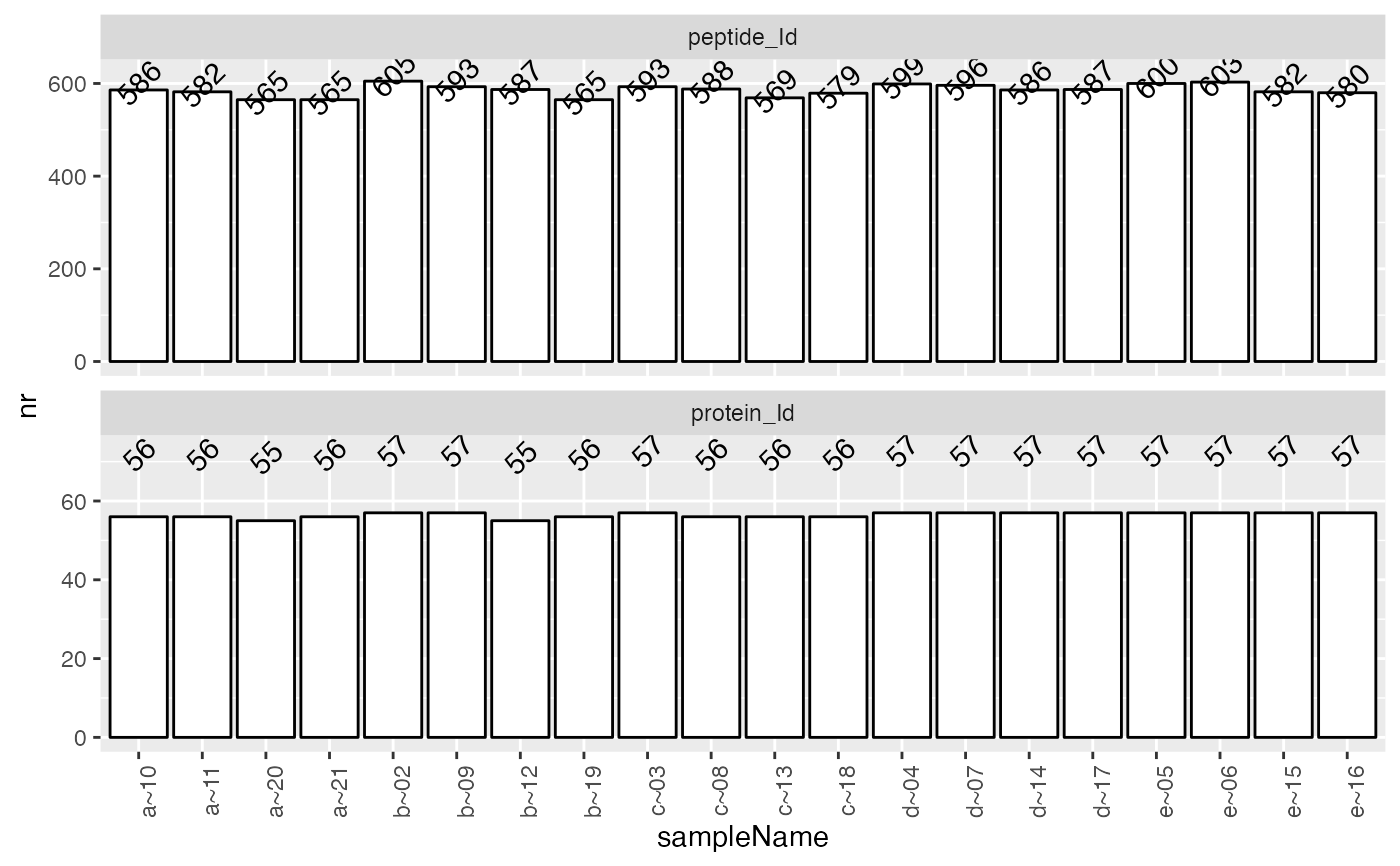 peptide_Id
586 582 565 565 605 593 587 565 593 588 569 579 599 596 586 587 600 603 582 580
600
400
200
0
nr
protein_Id
56 56 55 56 57 57 55 56 57 56 56 56 57 57 57 57 57 57 57 57
60
40
20
0
a~10 a~11 a~20 a~21 b~02 b~09 b~12 b~19 c~03 c~08 c~13 c~18 d~04 d~07 d~14 d~17 e~05 e~06 e~15 e~16
sampleName